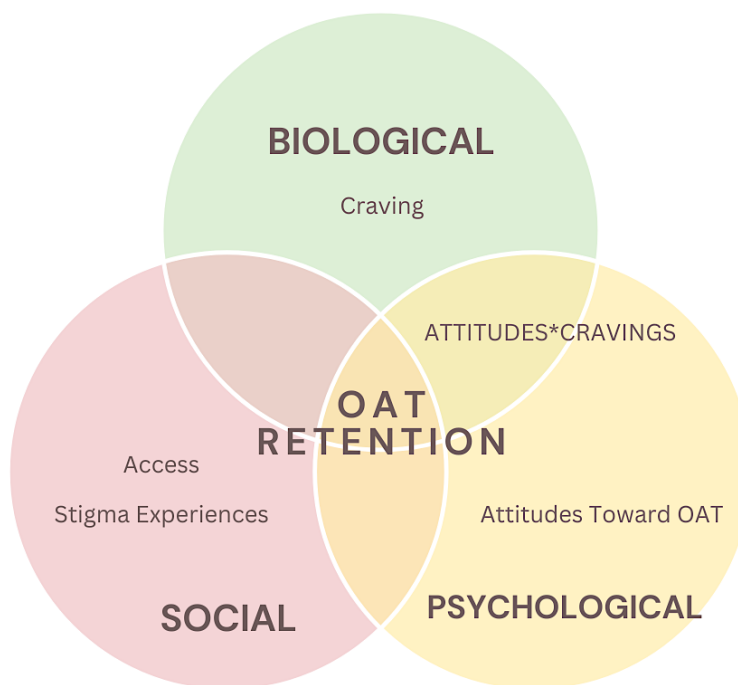 BIOLOGICAL
Craving
ATTITUDES*CRAVINGS
OAT
RETENTION
Access
Stigma Experiences
Attitudes Toward OAT
SOCIAL
PSYCHOLOGICAL